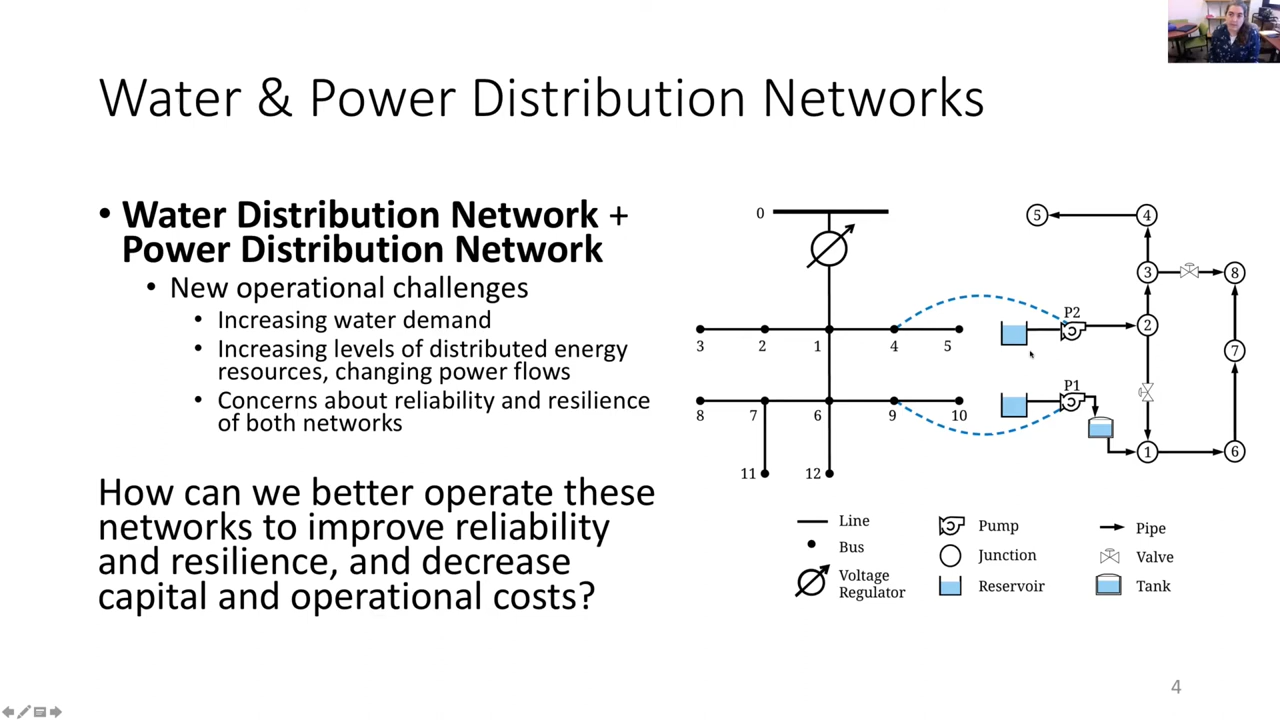 Water & Power Distribution Networks
• Water Distribution Network +
Power Distribution Network
• New operational challenges
• Increasing water demand
• Increasing levels of distributed energy
resources, changing power flows
• Concerns about reliability and resilience
of both networks
How can we better operate these
networks to improve reliability
and resilience, and decrease
capital and operational costs?
0
5
4
3
8
P2
2
3
2
1
4
5
7
P1
8
7
6
9
10
1
6
11
12
Line
Bus
Voltage
Regulator
Pump
Junction
Reservoir
Pipe
Valve
Tank
4